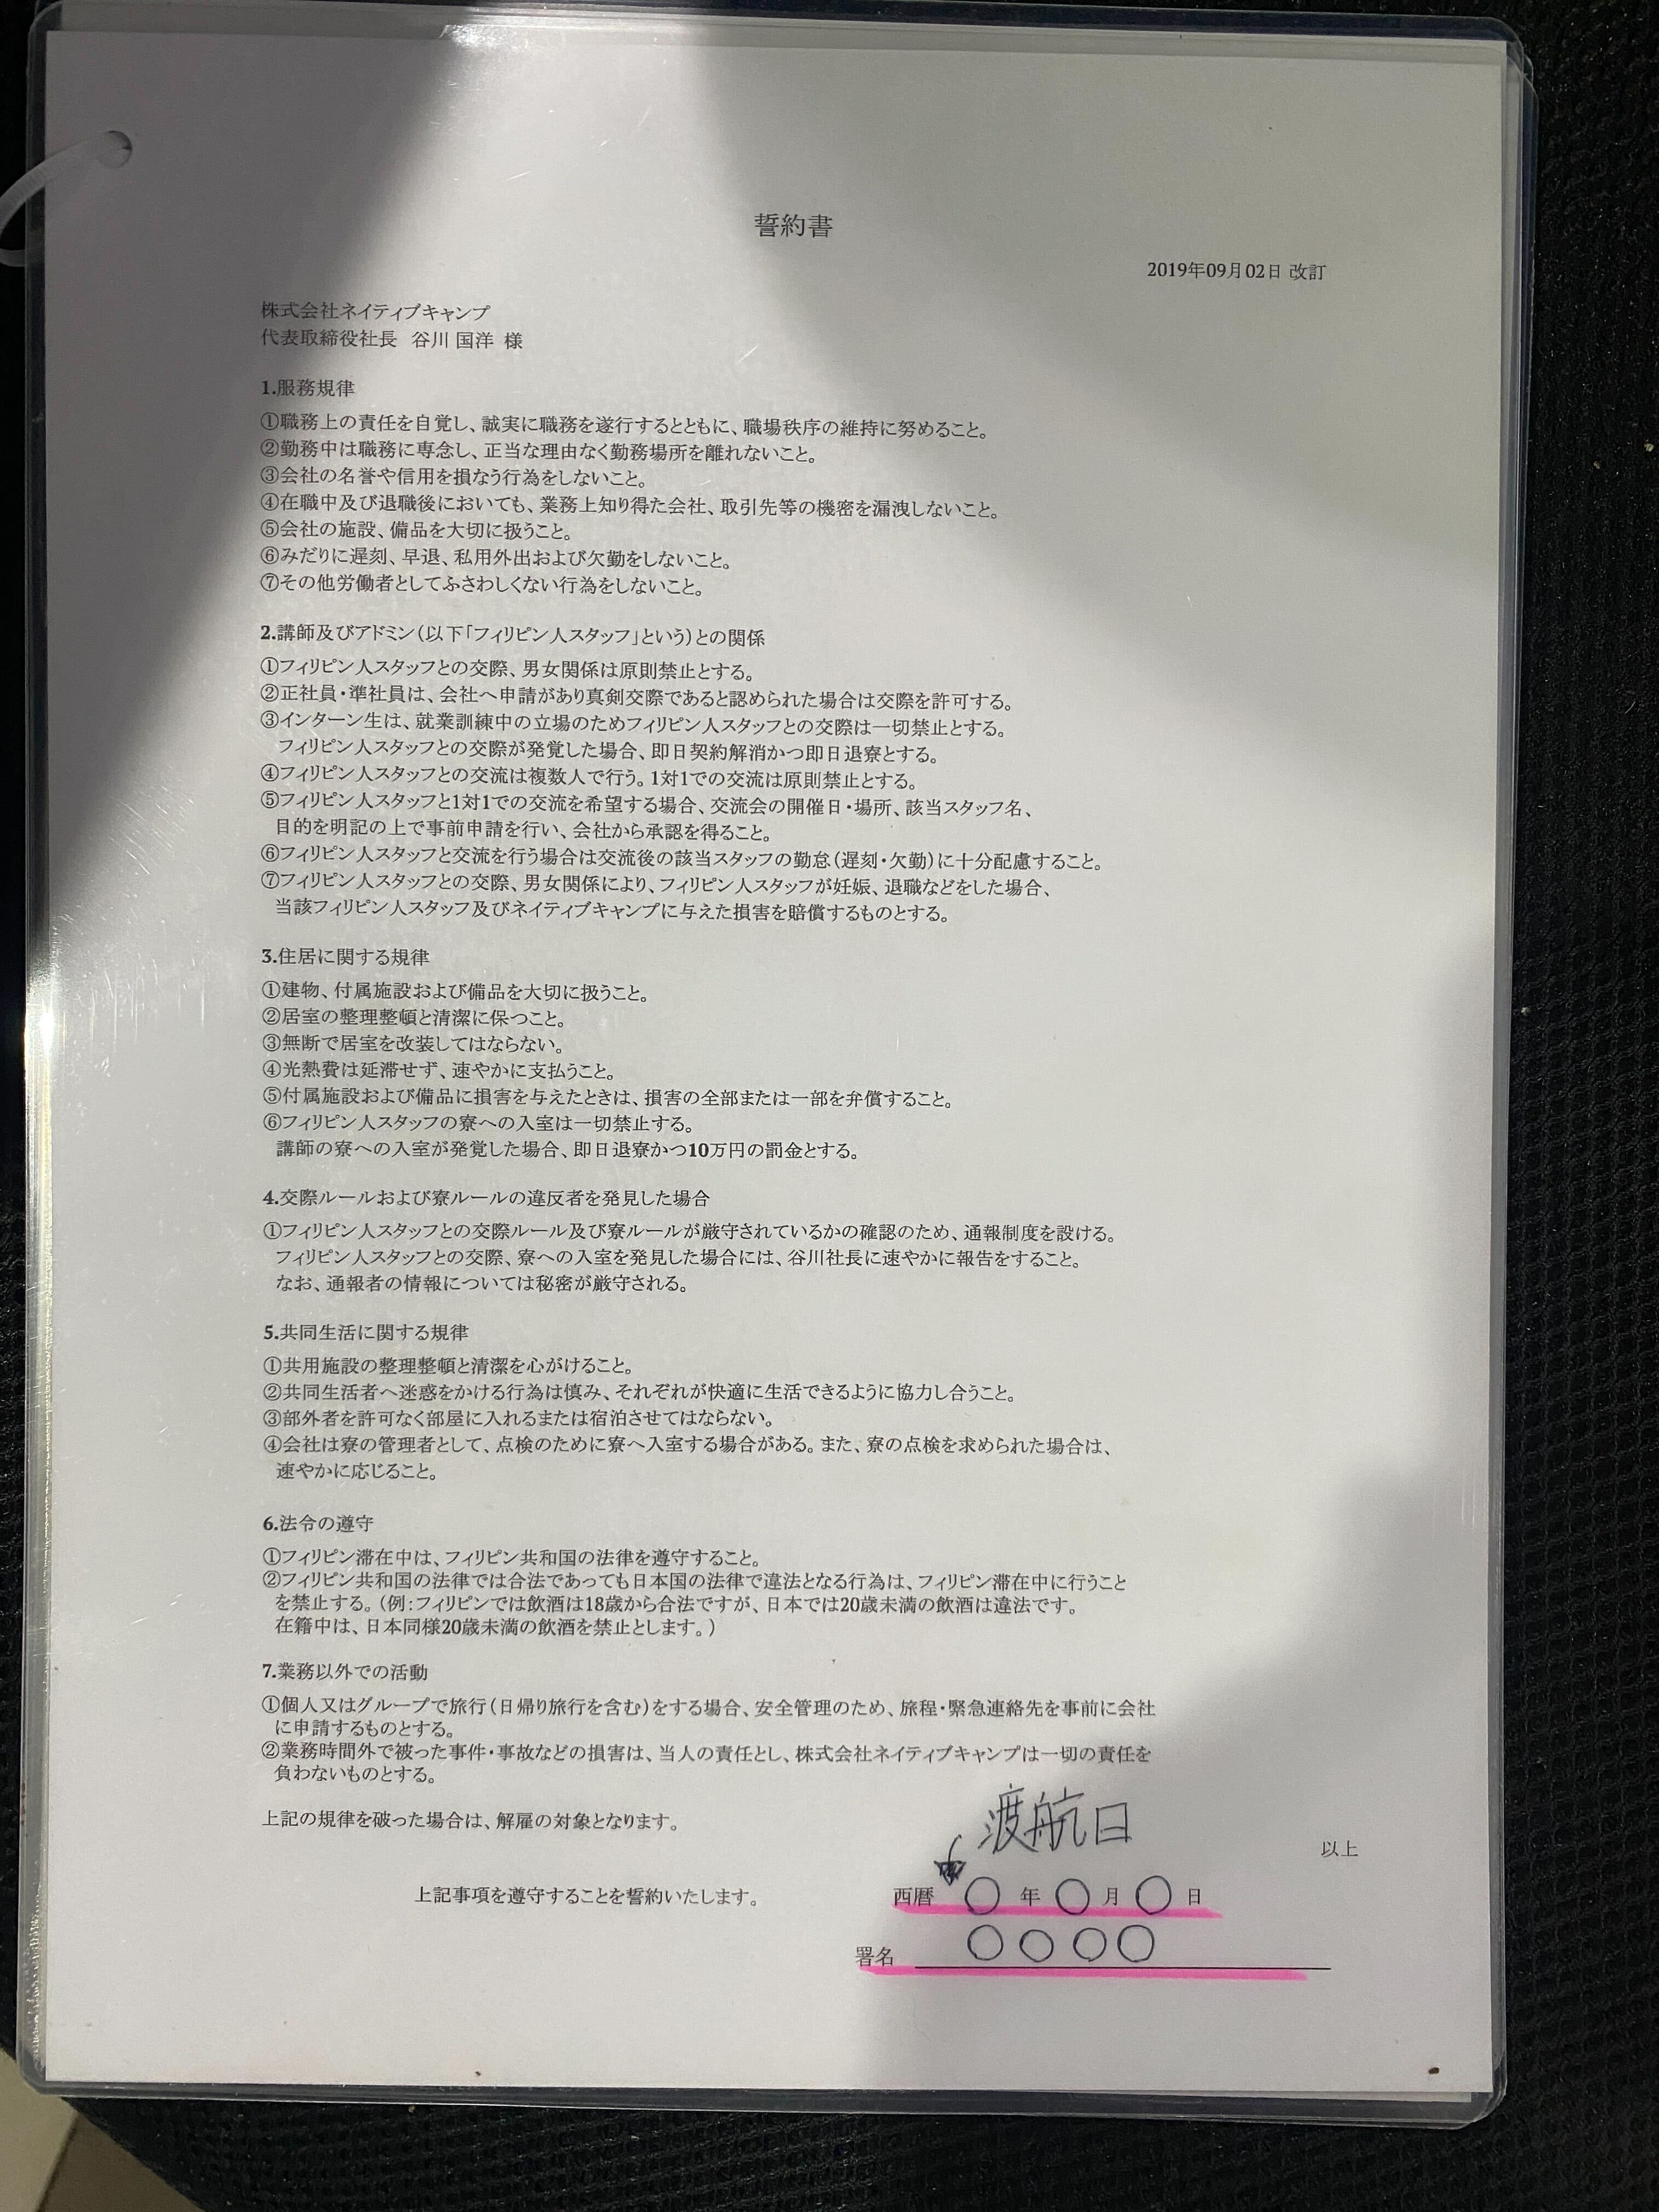 誓約書
2019年09月02日 改訂
株式会社ネイティブキャンプ
代表取締役社長 谷川 国洋 様
1.服務規律
①職務上の責任を自覚し、誠実に職務を遂行するとともに、職場秩序の維持に努めること。
②勤務中は職務に専念し、正当な理由なく勤務場所を離れないこと。
③会社の名誉や信用を損なう行為をしないこと。
④在職中及び退職後においても、業務上知り得た会社、取引先等の機密を漏洩しないこと。
⑤会社の施設、備品を大切に扱うこと。
⑥みだりに遅刻、早退、私用外出および欠勤をしないこと。
⑦その他労働者としてふさわしくない行為をしないこと。
2.講師及びアドミン(以下「フィリピン人スタッフ」という)との関係
①フィリピン人スタッフとの交際、男女関係は原則禁止とする。
②正社員・準社員は、会社へ申請があり真剣交際であると認められた場合は交際を許可する。
③インターン生は、就業訓練中の立場のためフィリピン人スタッフとの交際は一切禁止とする。
フィリピン人スタッフとの交際が発覚した場合、即日契約解消かつ即日退寮とする。
④フィリピン人スタッフとの交流は複数人で行う。1対1での交流は原則禁止とする。
⑤フィリピン人スタッフと1対1での交流を希望する場合、交流会の開催日・場所、該当スタッフ名、
目的を明記の上で事前申請を行い、会社から承認を得ること。
⑥フィリピン人スタッフと交流を行う場合は交流後の該当スタッフの勤怠(遅刻・欠勤)に十分配慮すること。
⑦フィリピン人スタッフとの交際、男女関係により、フィリピン人スタッフが妊娠、退職などをした場合、
当該フィリピン人スタッフ及びネイティブキャンプに与えた損害を賠償するものとする。
3.住居に関する規律
①建物、付属施設および備品を大切に扱うこと。
②居室の整理整頓と清潔に保つこと。
③無断で居室を改装してはならない。
④光熱費は延滞せず、速やかに支払うこと。
⑤付属施設および備品に損害を与えたときは、損害の全部または一部を弁償すること。
⑥フィリピン人スタッフの寮への入室は一切禁止する。
講師の寮への入室が発覚した場合、即日退寮かつ10万円の罰金とする。
4.交際ルールおよび寮ルールの違反者を発見した場合
①フィリピン人スタッフとの交際ルール及び寮ルールが厳守されているかの確認のため、通報制度を設ける。
フィリピン人スタッフとの交際、寮への入室を発見した場合には、谷川社長に速やかに報告をすること。
なお、通報者の情報については秘密が厳守される。
5.共同生活に関する規律
①共用施設の整理整頓と清潔を心がけること。
②共同生活者へ迷惑をかける行為は慎み、それぞれが快適に生活できるように協力し合うこと。
③部外者を許可なく部屋に入れるまたは宿泊させてはならない。
④会社は寮の管理者として、点検のために寮へ入室する場合がある。また、寮の点検を求められた場合は、
速やかに応じること。
6.法令の遵守
①フィリピン滞在中は、フィリピン共和国の法律を遵守すること。
②フィリピン共和国の法律では合法であっても日本国の法律で違法となる行為は、フィリピン滞在中に行うこと
を禁止する。(例:フィリピンでは飲酒は18歳から合法ですが、日本では20歳未満の飲酒は違法です。
在籍中は、日本同様20歳未満の飲酒を禁止とします。)
7.業務以外での活動
①個人又はグループで旅行(日帰り旅行を含む)をする場合、安全管理のため、旅程・緊急連絡先を事前に会社
に申請するものとする。
②業務時間外で被った事件・事故などの損害は、当人の責任とし、株式会社ネイティブキャンプは一切の責任を
負わないものとする。
上記の規律を破った場合は、解雇の対象となります。
渡航日
以上
上記事項を遵守することを誓約いたします。
西暦 ○ 年 ○ 月 ○ 日
署名 ○○○○